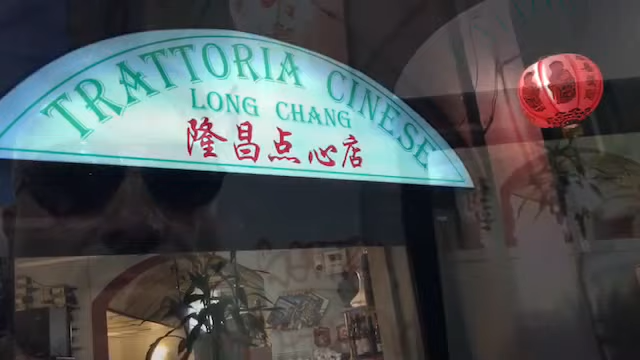 TRATTORIA CINESE
LONG CHANG
隆昌点心店